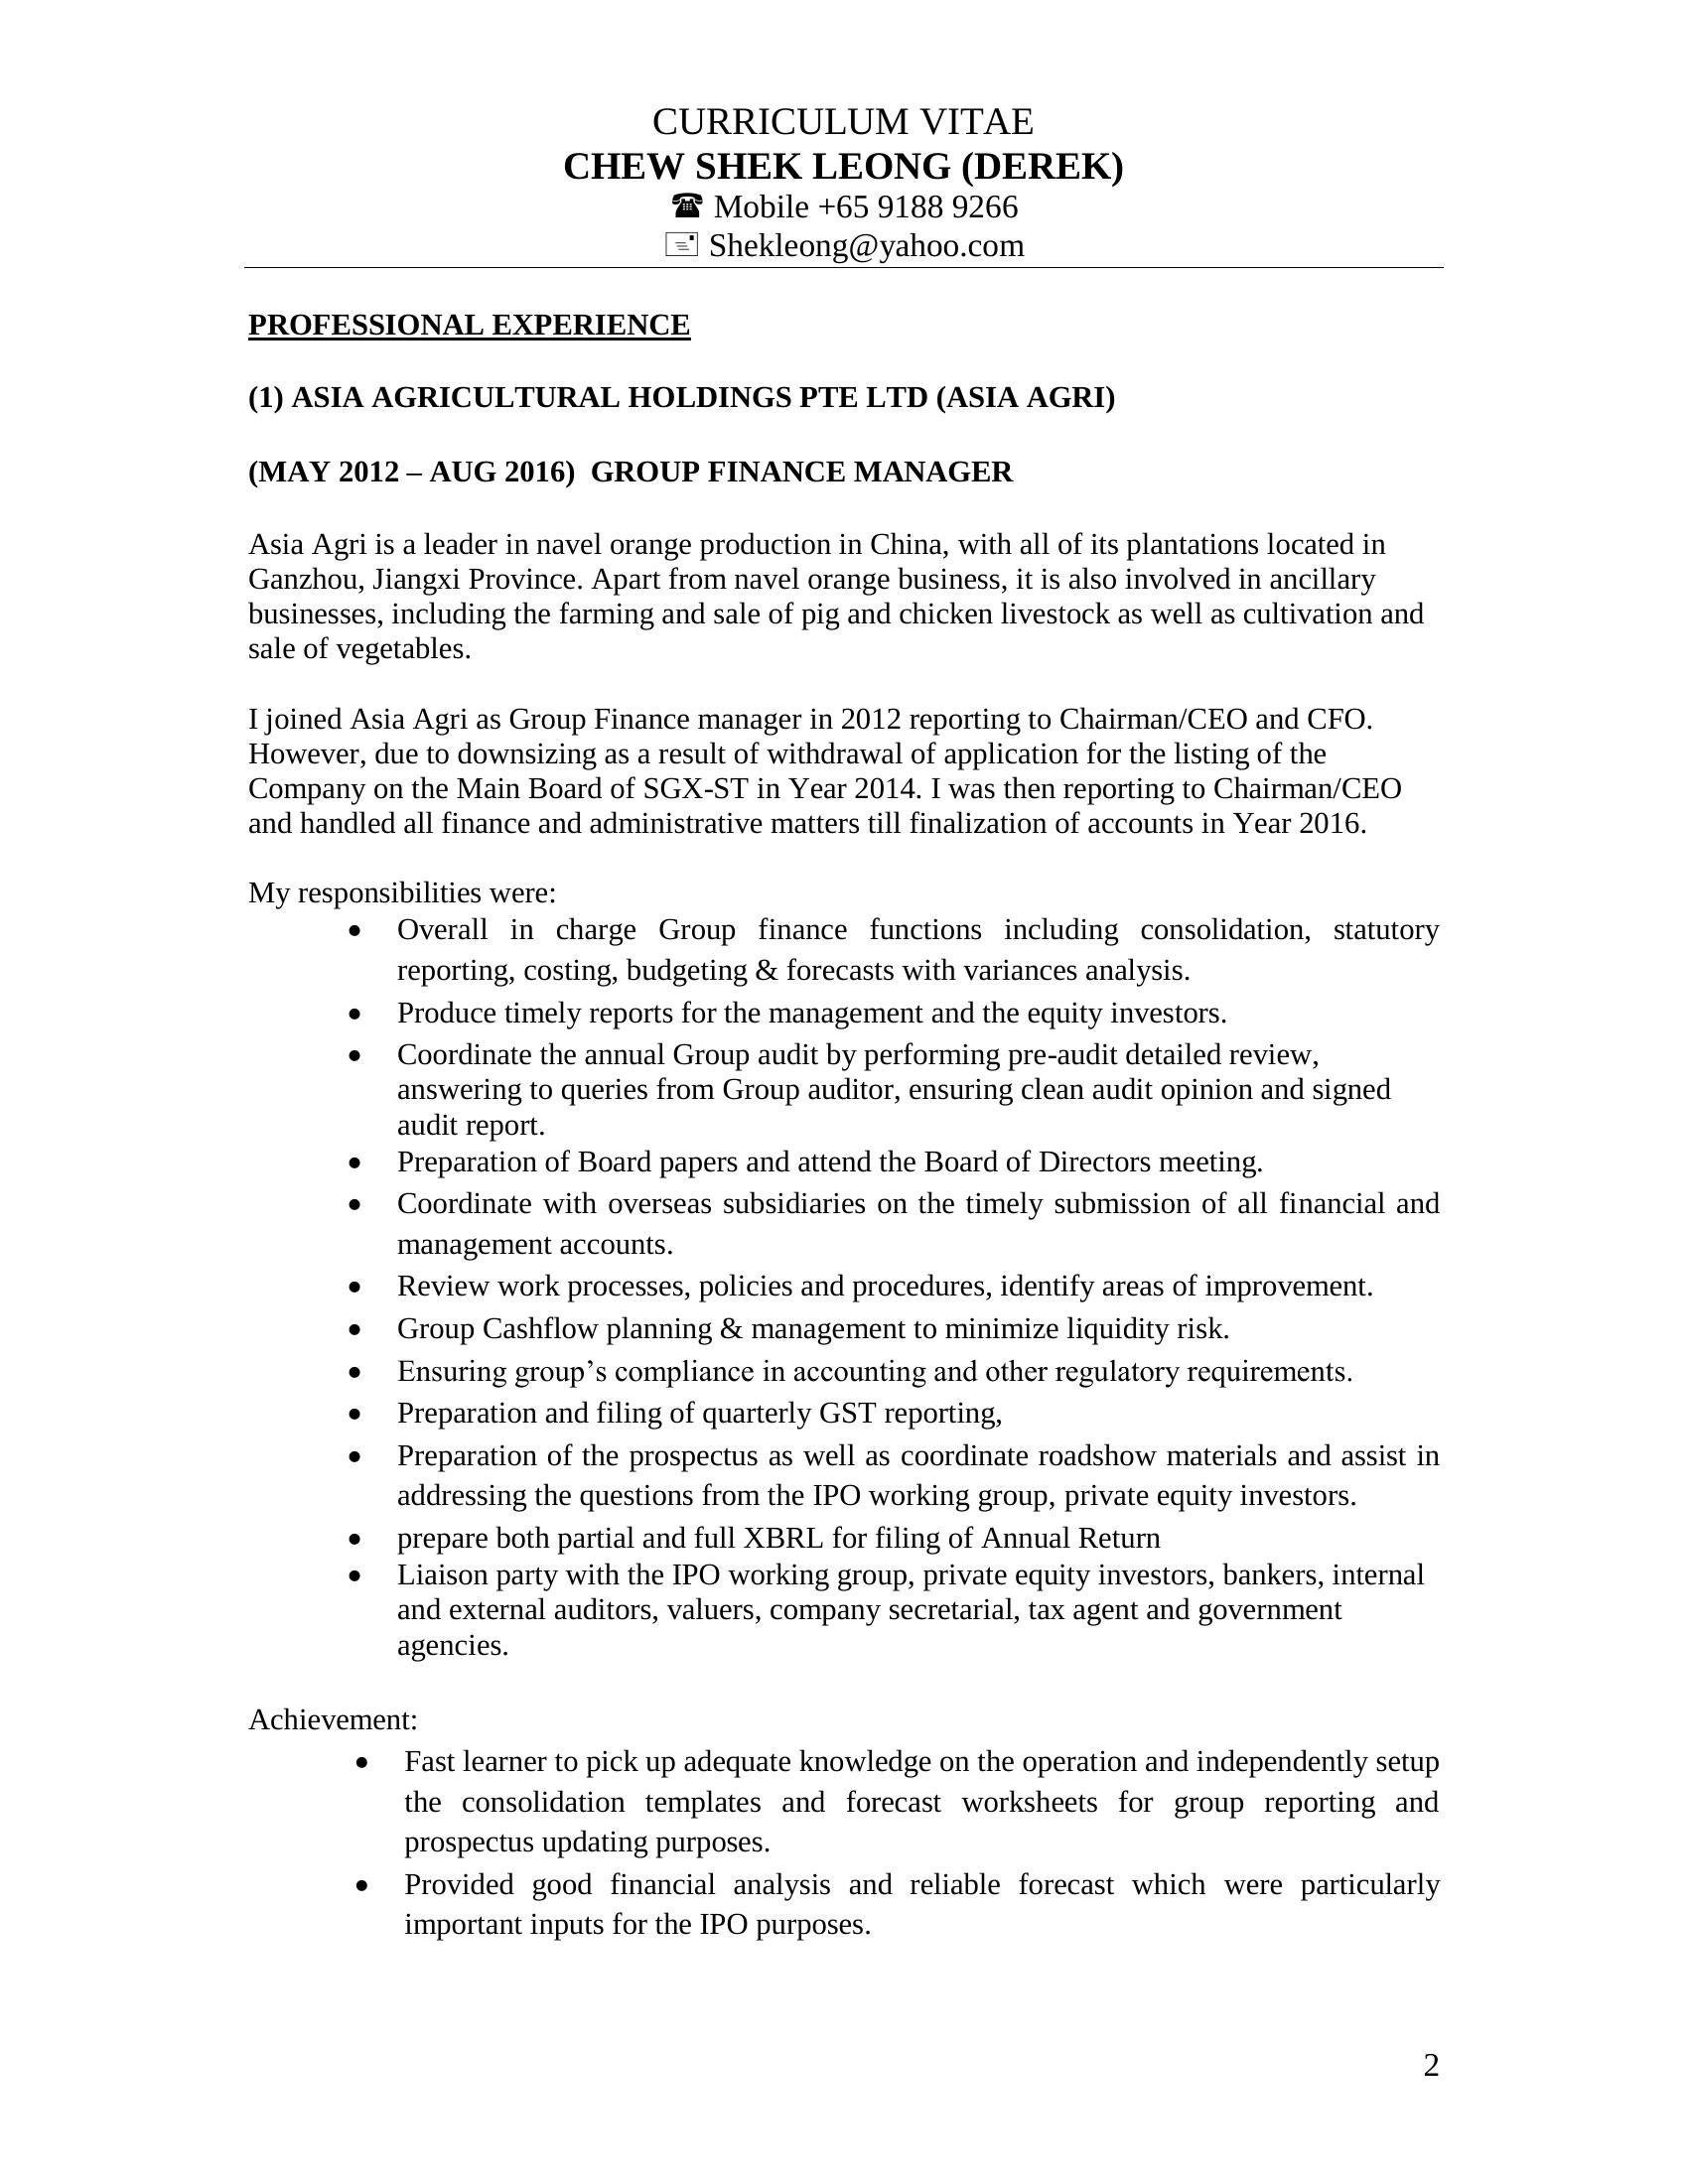 CURRICULUM VITAE
CHEW SHEK LEONG (DEREK)
Mobile +65 9188 9266
Shekleong@yahoo.com
PROFESSIONAL EXPERIENCE
(1) ASIA AGRICULTURAL HOLDINGS PTE LTD (ASIA AGRI)
(MAY 2012 – AUG 2016)  GROUP FINANCE MANAGER
Asia Agri is a leader in navel orange production in China, with all of its plantations located in
Ganzhou, Jiangxi Province. Apart from navel orange business, it is also involved in ancillary
businesses, including the farming and sale of pig and chicken livestock as well as cultivation and
sale of vegetables.
I joined Asia Agri as Group Finance manager in 2012 reporting to Chairman/CEO and CFO.
However, due to downsizing as a result of withdrawal of application for the listing of the
Company on the Main Board of SGX-ST in Year 2014. I was then reporting to Chairman/CEO
and handled all finance and administrative matters till finalization of accounts in Year 2016.
My responsibilities were:
• Overall in charge Group finance functions including consolidation, statutory
reporting, costing, budgeting & forecasts with variances analysis.
• Produce timely reports for the management and the equity investors.
• Coordinate the annual Group audit by performing pre-audit detailed review,
answering to queries from Group auditor, ensuring clean audit opinion and signed
audit report.
• Preparation of Board papers and attend the Board of Directors meeting.
• Coordinate with overseas subsidiaries on the timely submission of all financial and
management accounts.
• Review work processes, policies and procedures, identify areas of improvement.
• Group Cashflow planning & management to minimize liquidity risk.
• Ensuring group’s compliance in accounting and other regulatory requirements.
• Preparation and filing of quarterly GST reporting,
• Preparation of the prospectus as well as coordinate roadshow materials and assist in
addressing the questions from the IPO working group, private equity investors.
• prepare both partial and full XBRL for filing of Annual Return
• Liaison party with the IPO working group, private equity investors, bankers, internal
and external auditors, valuers, company secretarial, tax agent and government
agencies.
Achievement:
• Fast learner to pick up adequate knowledge on the operation and independently setup
the consolidation templates and forecast worksheets for group reporting and
prospectus updating purposes.
• Provided good financial analysis and reliable forecast which were particularly
important inputs for the IPO purposes.
2